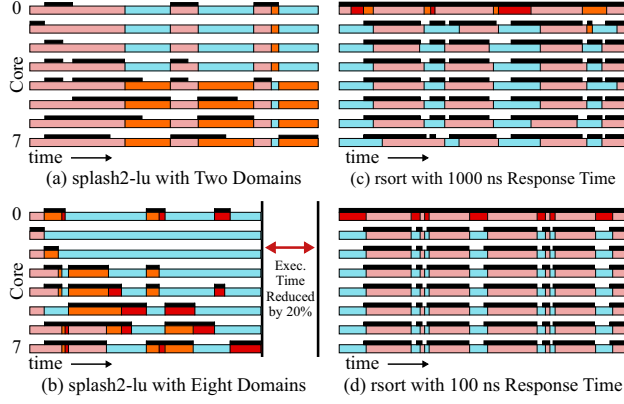 0
Core
7
time
(a) splash2-lu with Two Domains
(c) rsort with 1000 ns Response Time
0
Core
7
time
Exec.
Time
Reduced
by 20%
(b) splash2-lu with Eight Domains
time
(d) rsort with 100 ns Response Time
time